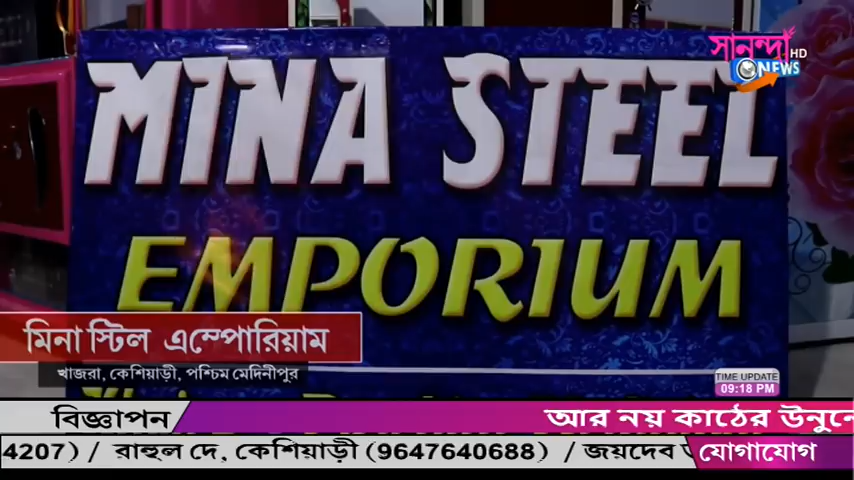 সানন্দা HD
NEWS
MINA STEEL
EMPORIUM
মিনা স্টিল এম্পোরিয়াম
খাজরা, কেশিয়াড়ী, পশ্চিম মেদিনীপুর
TIME UPDATE
09:18 PM
বিজ্ঞাপন
আর নয় কাঠের উনুনে
4207) / রাহুল দে, কেশিয়াড়ী (9647640688) / জয়দেব
যোগাযোগ